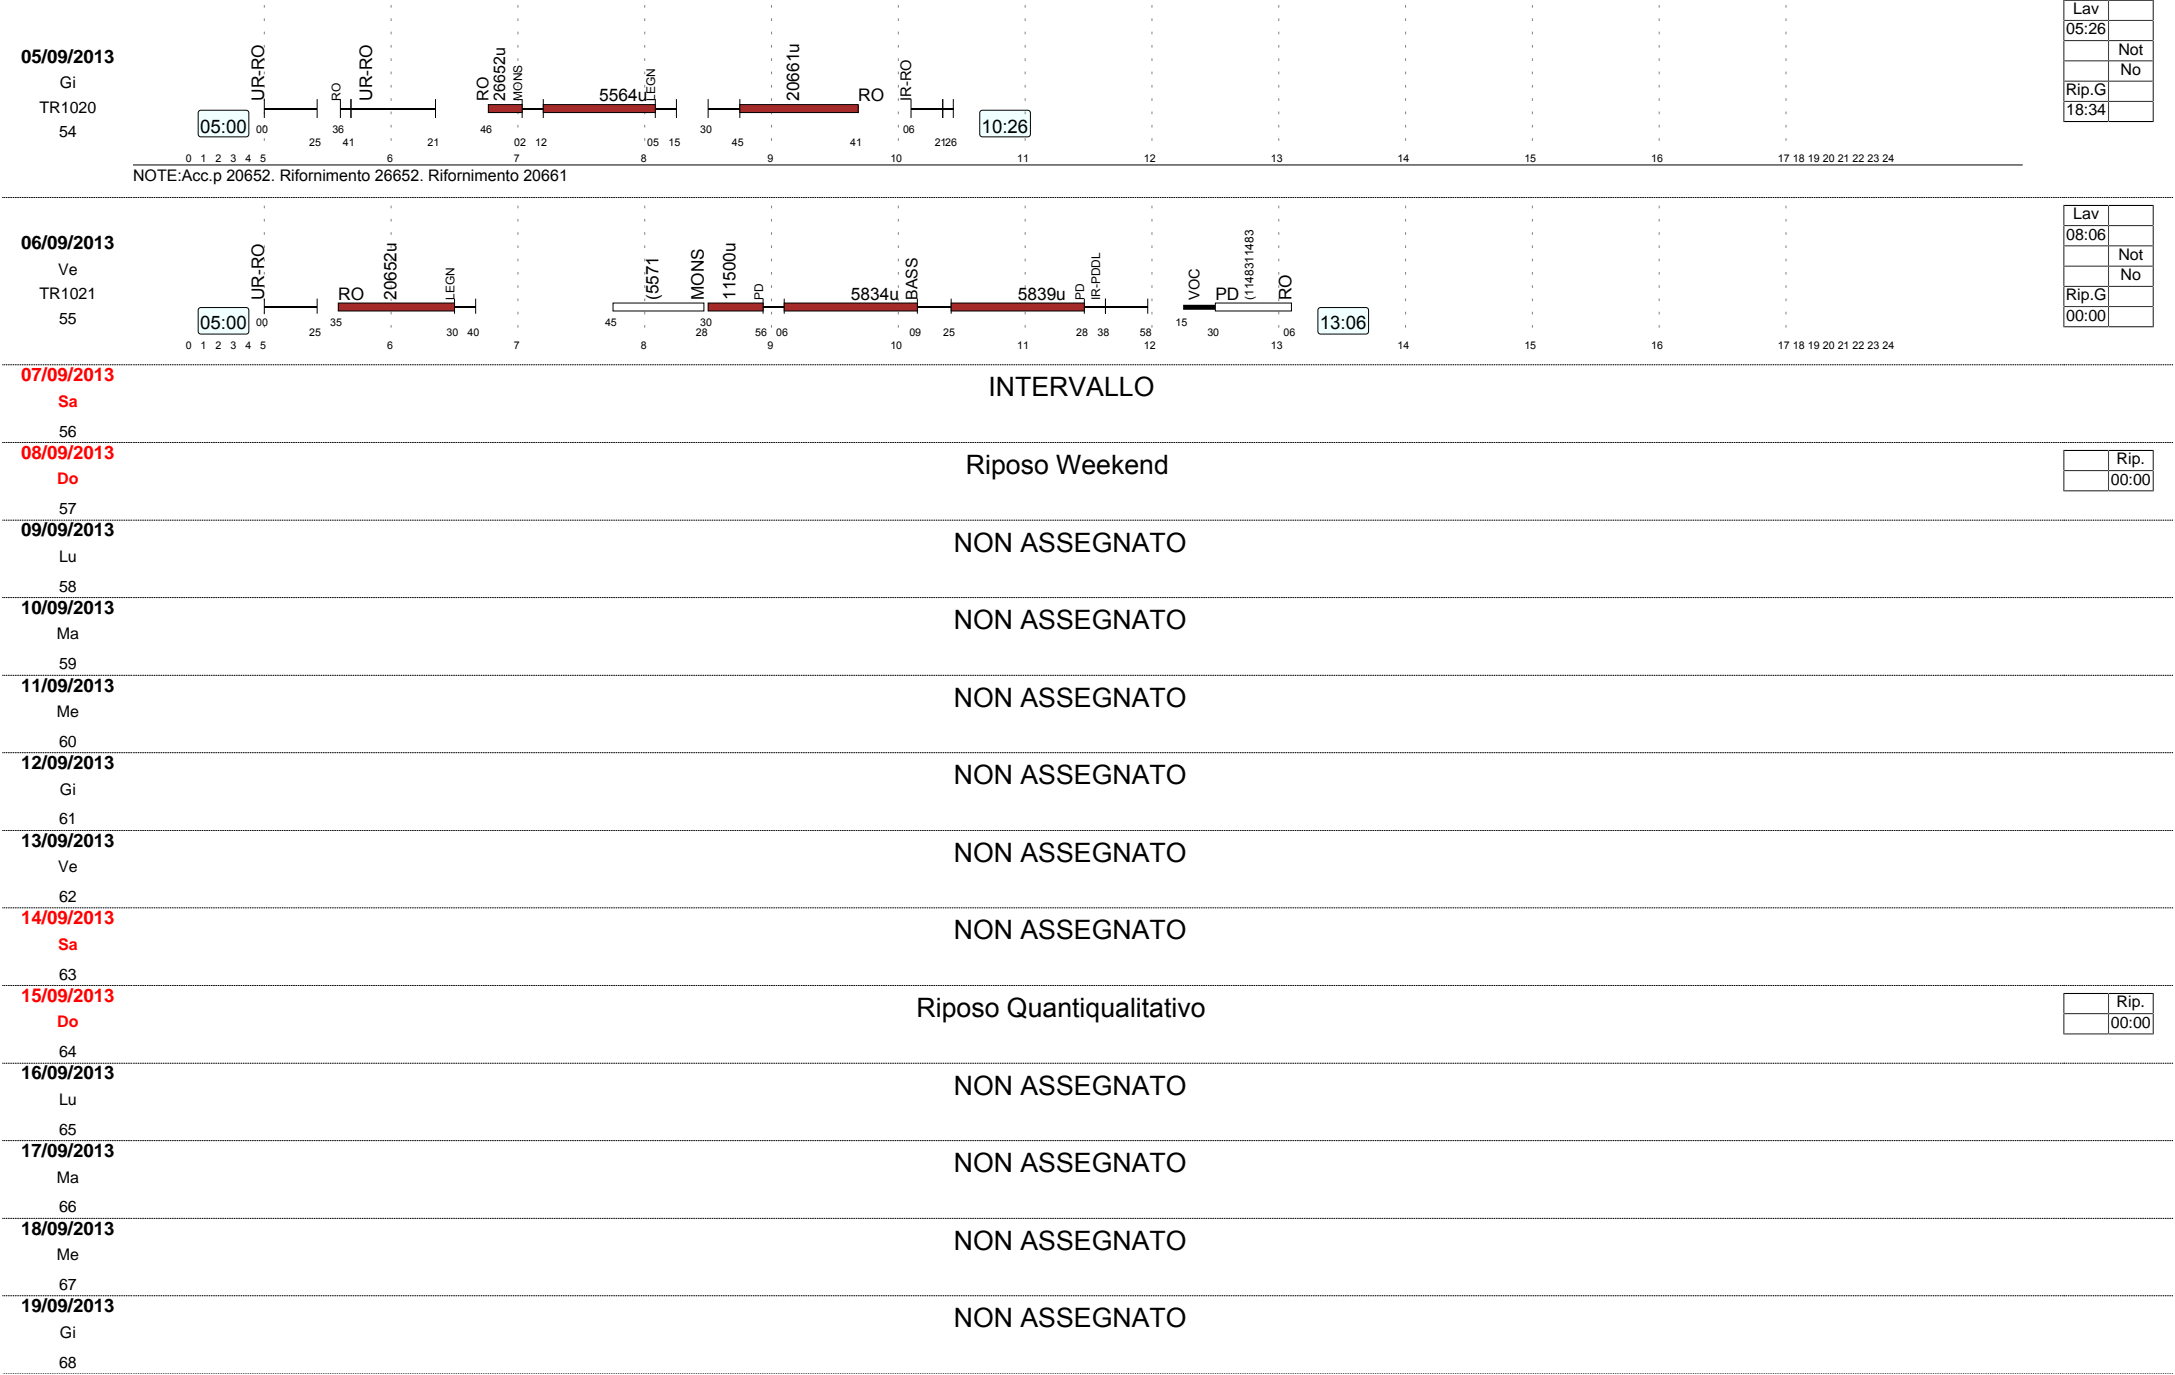 Lav
05:26
Not
No
Rip.G
18:34
05/09/2013
Gi
TR1020
54
05:00
UR-RO
RO
UR-RO
RO
26652u
MONS
5564u
LEGN
20661u
RO
IR-RO
10:26
00 25 36 41 21 46 02 12 05 15 30 45 41 06 21 26
0 1 2 3 4 5 6 7 8 9 10 11 12 13 14 15 16 17 18 19 20 21 22 23 24
NOTE:Acc.p 20652. Rifornimento 26652. Rifornimento 20661
Lav
08:06
Not
No
Rip.G
00:00
06/09/2013
Ve
TR1021
55
05:00
UR-RO
RO
20652u
LEGN
(5571
MONS
11500u
PD
5834u
BASS
5839u
PD
IR-PDDL
VOC
PD
(1148311483
RO
13:06
00 25 35 30 40 45 28 30 56 06 09 25 28 38 58 15 30 06
0 1 2 3 4 5 6 7 8 9 10 11 12 13 14 15 16 17 18 19 20 21 22 23 24
07/09/2013
Sa
56
INTERVALLO
08/09/2013
Do
57
Riposo Weekend
Rip.
00:00
09/09/2013
Lu
58
NON ASSEGNATO
10/09/2013
Ma
59
NON ASSEGNATO
11/09/2013
Me
60
NON ASSEGNATO
12/09/2013
Gi
61
NON ASSEGNATO
13/09/2013
Ve
62
NON ASSEGNATO
14/09/2013
Sa
63
NON ASSEGNATO
15/09/2013
Do
64
Riposo Quantiqualitativo
Rip.
00:00
16/09/2013
Lu
65
NON ASSEGNATO
17/09/2013
Ma
66
NON ASSEGNATO
18/09/2013
Me
67
NON ASSEGNATO
19/09/2013
Gi
68
NON ASSEGNATO